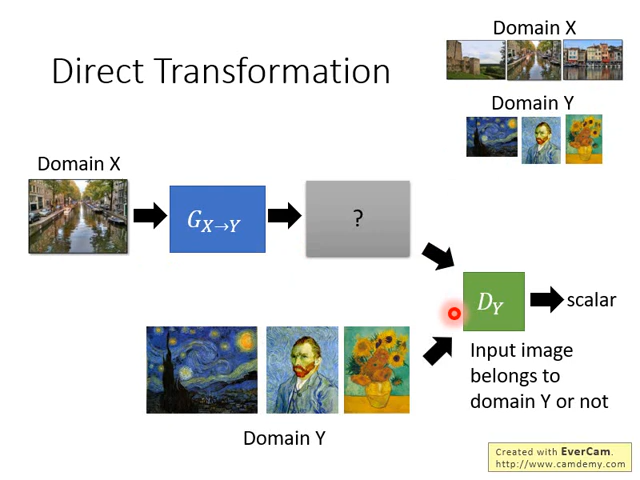 Domain X
Direct Transformation
Domain Y
Domain X
G_{X→Y}
?
D_Y
scalar
Input image
belongs to
domain Y or not
Domain Y
Created with EverCam.
http://www.camdemy.com